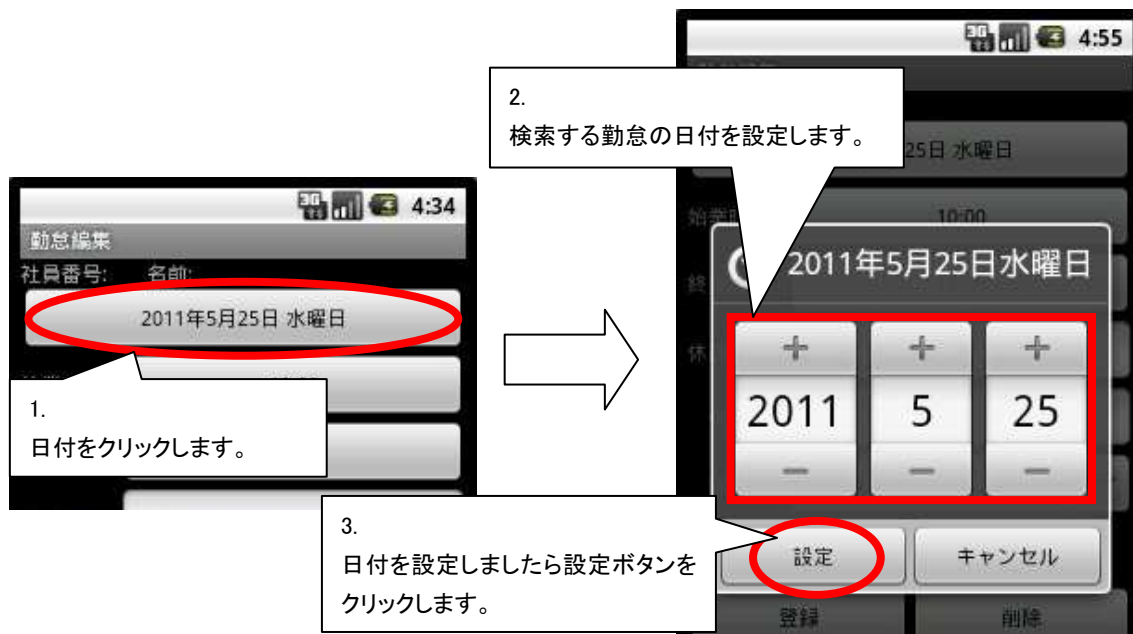 4:34
勤怠編集
社員番号: 名前:
2011年5月25日 水曜日
1.
日付をクリックします。
4:55
2.
検索する勤怠の日付を設定します。
25日 水曜日
10:00
2011年5月25日水曜日
2011 5 25
設定 キャンセル
3.
日付を設定しましたら設定ボタンを
クリックします。
登録 削除